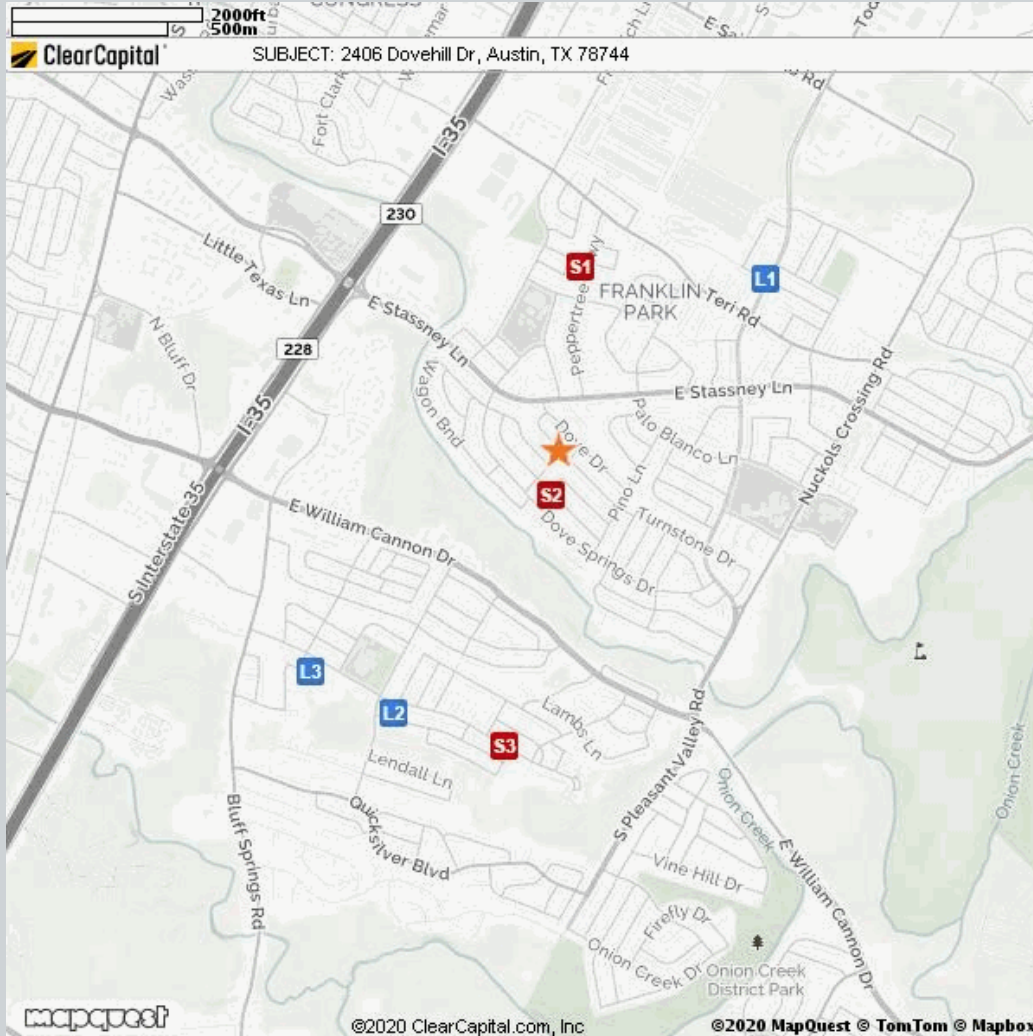 2000ft
500m
CONGRESS
ClearCapital
SUBJECT: 2406 Dovehill Dr, Austin, TX 78744
Fort Clark
I-35
230
Little Texas Ln
S1
L1
FRANKLIN
PARK
Teri Rd
Peppertree
E Stassney Ln
228
N Bluff Dr
Wagon Bnd
E Stassney Ln
Nuckols Crossing Rd
Palo Blanco Ln
Dove Dr
I-35
S2
Pino Ln
Turnstone Dr
Dove Springs Dr
S Interstate 35
E William Cannon Dr
L3
L2
S3
Lambs Ln
Lendall Ln
S Pleasant Valley Rd
Onion Creek
Onion Creek
Quicksilver Blvd
Bluff Springs Rd
Vine Hill Dr
E William Cannon Dr
Firefly Dr
Onion Creek Dr
Onion Creek
District Park
mapquest
©2020 ClearCapital.com, Inc
©2020 MapQuest © TomTom © Mapbox